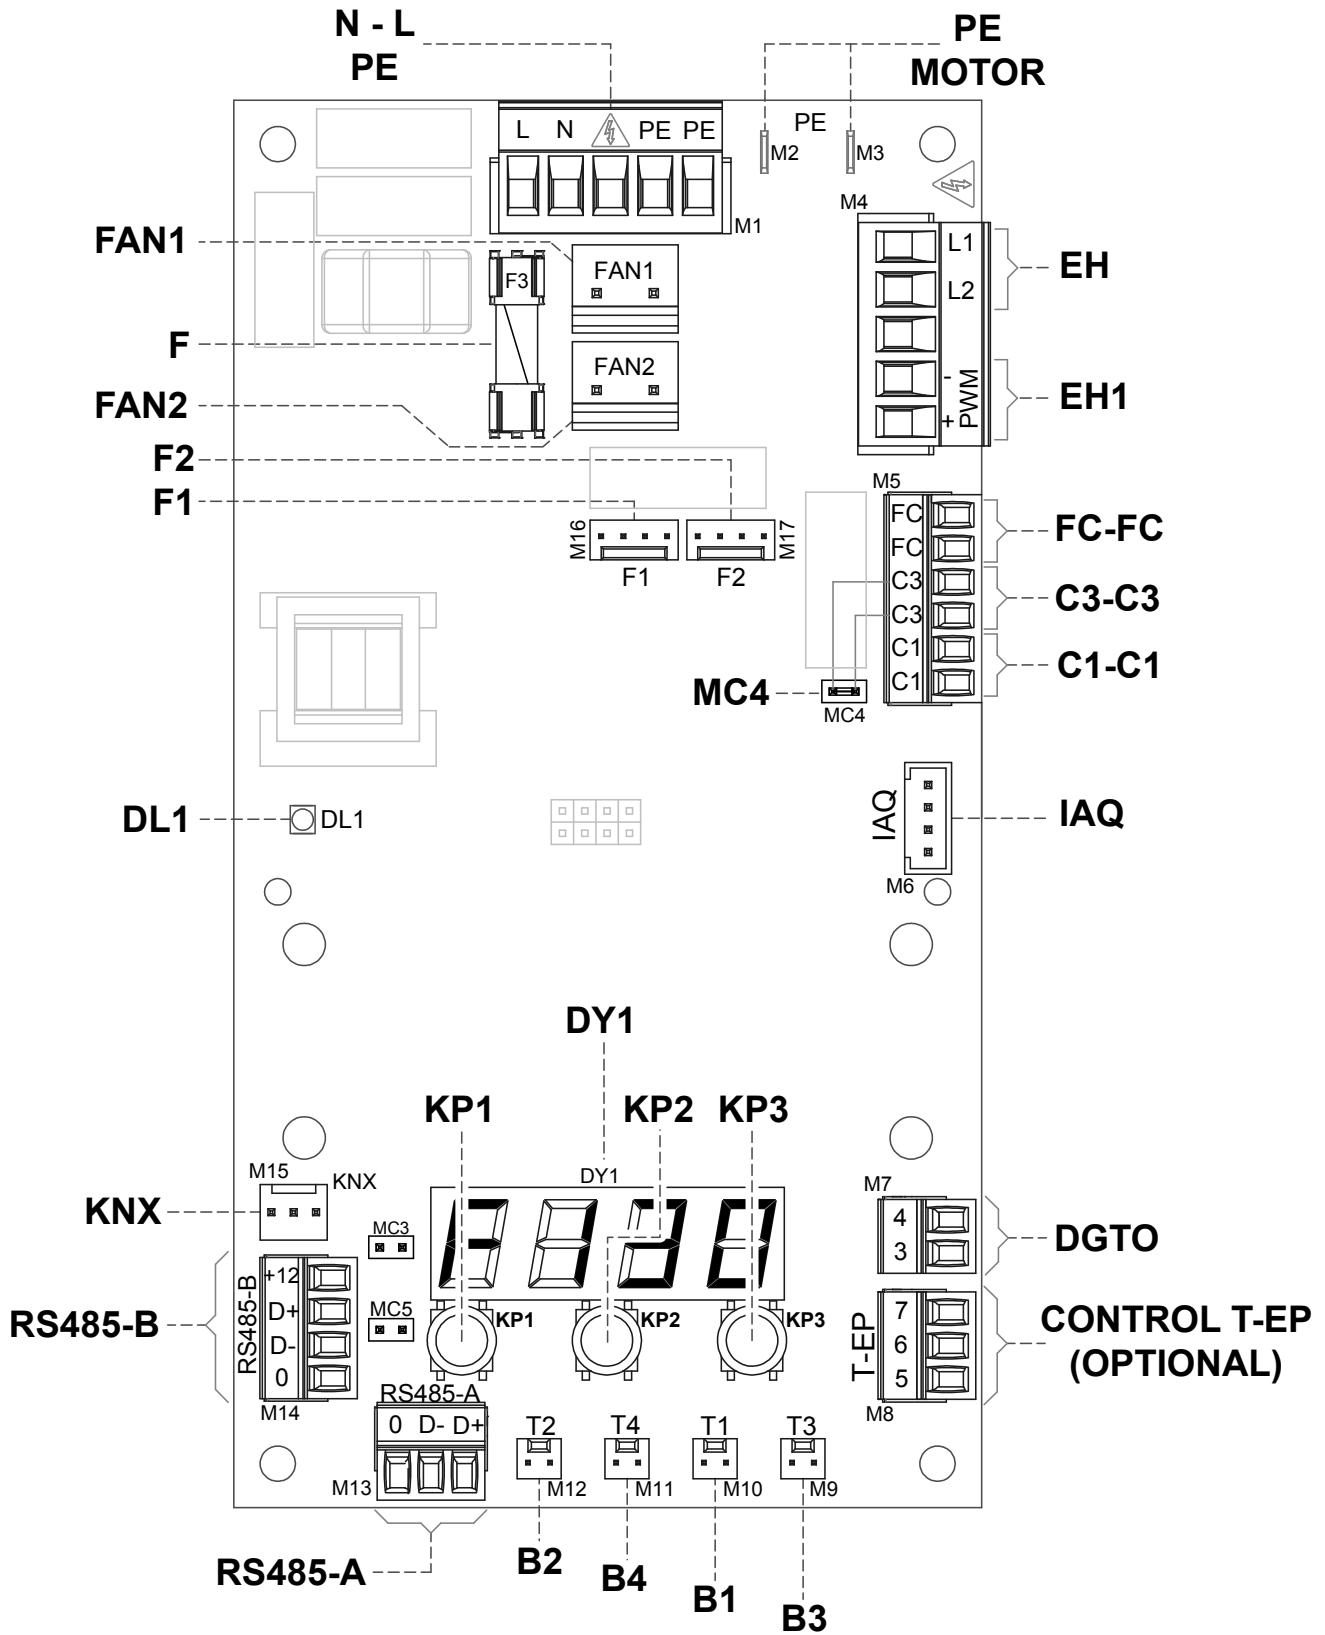 N - L
PE
PE
MOTOR
L N PE PE
PE
M2
M3
M1
M4
FAN1
F3
FAN1
L1
L2
EH
F
FAN2
FAN2
-
+
PWM
EH1
F2
F1
M16
F1
F2
M17
M5
FC
FC
C3
C3
C1
C1
FC-FC
C3-C3
C1-C1
MC4
MC4
DL1
DL1
IAQ
M6
IAQ
DY1
KP1
KP2
KP3
DY1
M15
KNX
KNX
MC3
F130
M7
4
3
DGTO
RS485-B
RS485-B
+12
D+
D-
0
M14
MC5
KP1
KP2
KP3
T-EP
7
6
5
M8
CONTROL T-EP
(OPTIONAL)
RS485-A
0 D- D+
M13
T2
T4
T1
T3
M12
M11
M10
M9
RS485-A
B2
B4
B1
B3